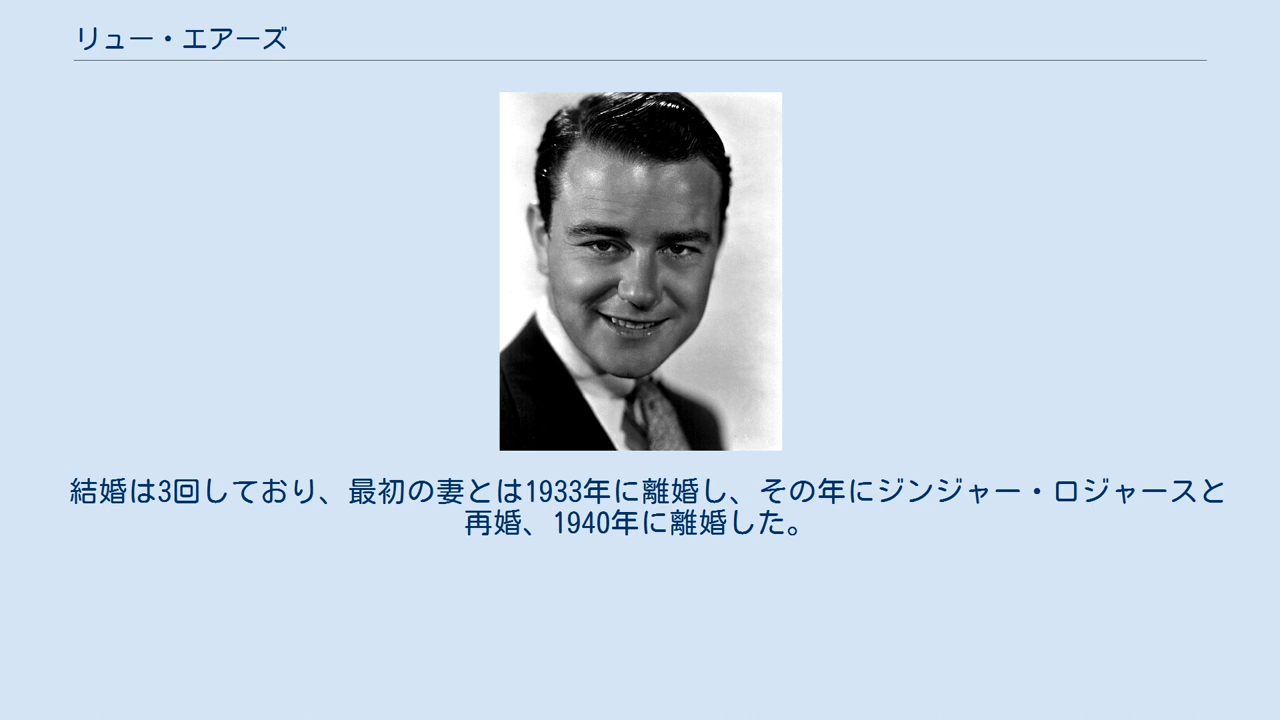 リュー・エアーズ
結婚は3回しており、最初の妻とは1933年に離婚し、その年にジンジャー・ロジャースと
再婚、1940年に離婚した。